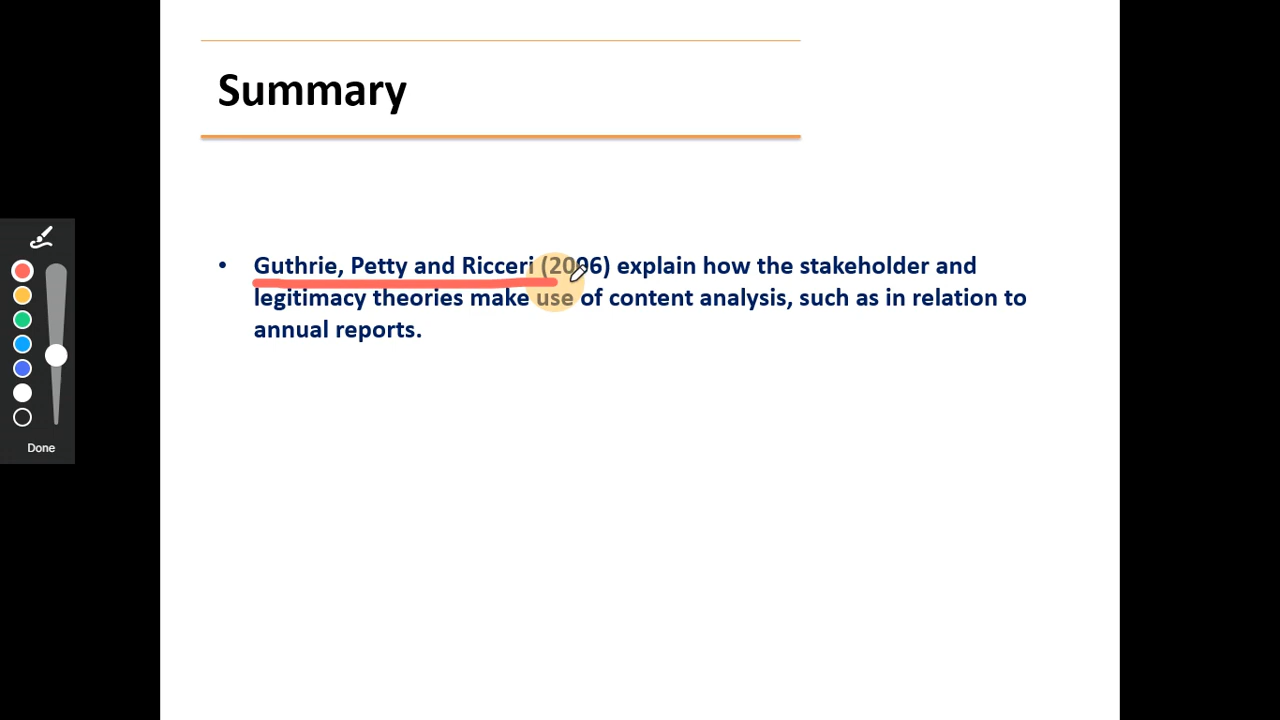 Summary
• Guthrie, Petty and Ricceri (2006) explain how the stakeholder and
legitimacy theories make use of content analysis, such as in relation to
annual reports.
Done